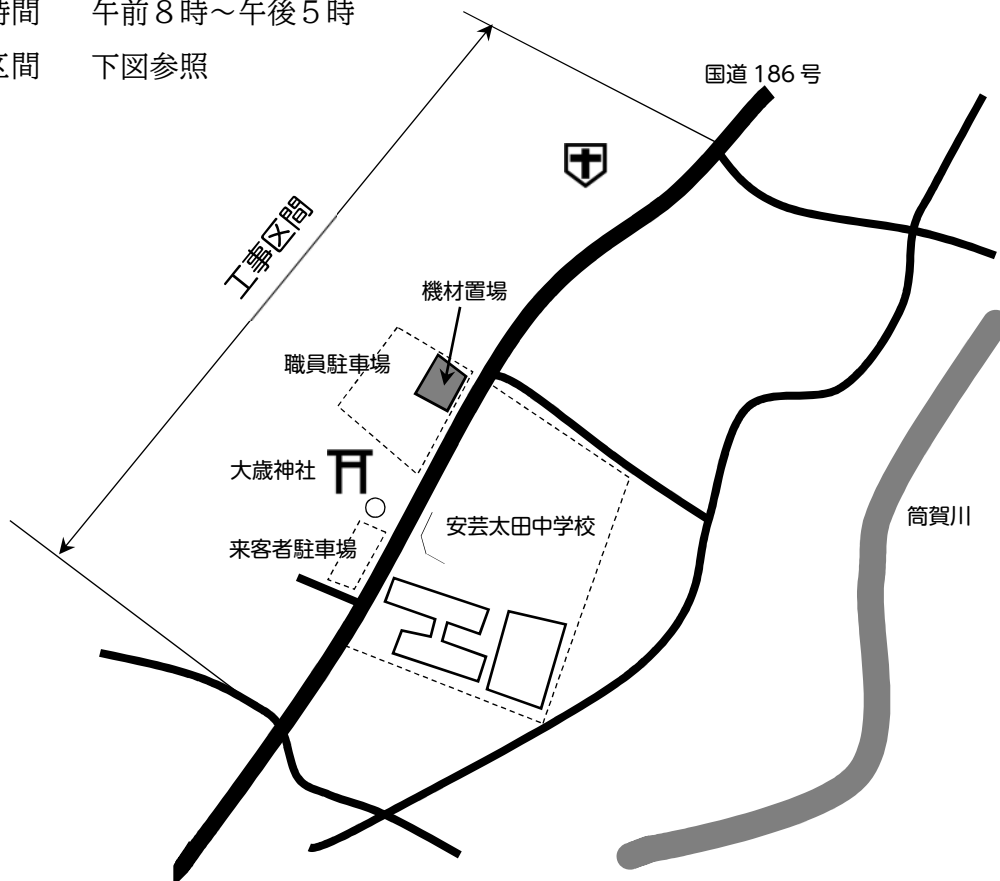 時間 午前８時～午後５時
区間 下図参照
国道 186 号
工事区間
機材置場
職員駐車場
大歳神社
安芸太田中学校
筒賀川
来客者駐車場